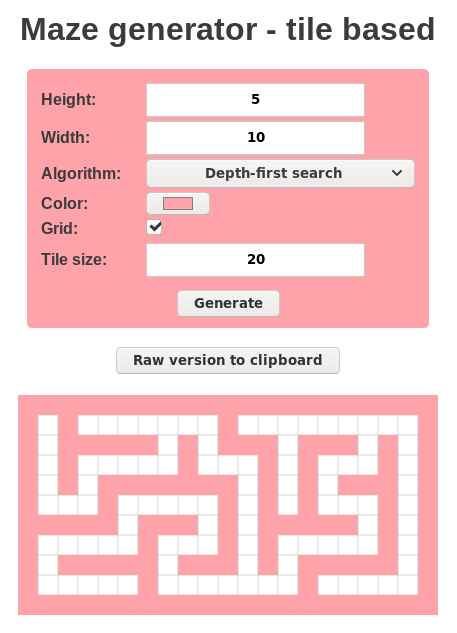 Maze generator - tile based
Height: 5
Width: 10
Algorithm: Depth-first search
Color:
Grid:
Tile size: 20
Generate
Raw version to clipboard